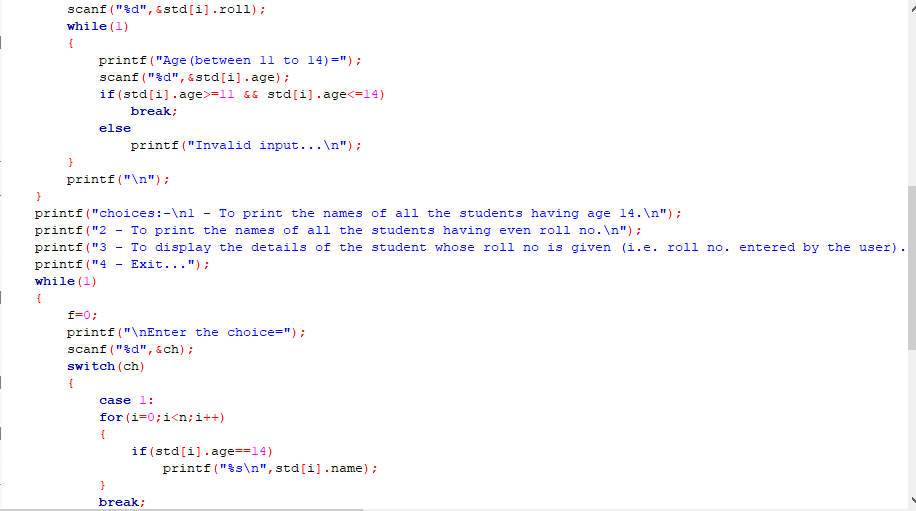 scanf("%d",&std[i].roll);
while(1)
{
printf("Age(between 11 to 14)=");
scanf("%d",&std[i].age);
if(std[i].age>=11 && std[i].age<=14)
break;
else
printf("Invalid input...\n");
}
printf("\n");
}
printf("choices:-\n1 - To print the names of all the students having age 14.\n");
printf("2 - To print the names of all the students having even roll no.\n");
printf("3 - To display the details of the student whose roll no is given (i.e. roll no. entered by the user).
printf("4 - Exit...");
while(1)
{
f=0;
printf("\nEnter the choice=");
scanf("%d",&ch);
switch(ch)
{
case 1:
for(i=0;i<n;i++)
{
if(std[i].age==14)
printf("%s\n",std[i].name);
}
break;